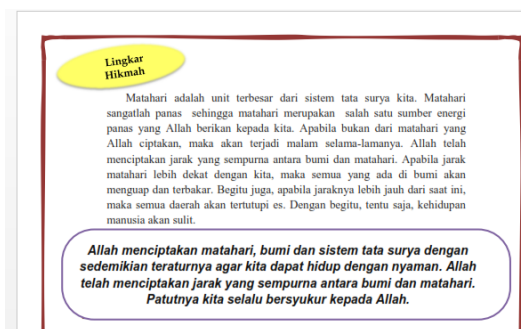 Lingkar
Hikmah
Matahari adalah unit terbesar dari sistem tata surya kita. Matahari
sangatlah panas sehingga matahari merupakan salah satu sumber energi
panas yang Allah berikan kepada kita. Apabila bukan dari matahari yang
Allah ciptakan, maka akan terjadi malam selama-lamanya. Allah telah
menciptakan jarak yang sempurna antara bumi dan matahari. Apabila jarak
matahari lebih dekat dengan kita, maka semua yang ada di bumi akan
menguap dan terbakar. Begitu juga, apabila jaraknya lebih jauh dari saat ini,
maka semua daerah akan tertutupi es. Dengan begitu, tentu saja, kehidupan
manusia akan sulit.
Allah menciptakan matahari, bumi dan sistem tata surya dengan
sedemikian teraturnya agar kita dapat hidup dengan nyaman. Allah
telah menciptakan jarak yang sempurna antara bumi dan matahari.
Patutnya kita selalu bersyukur kepada Allah.